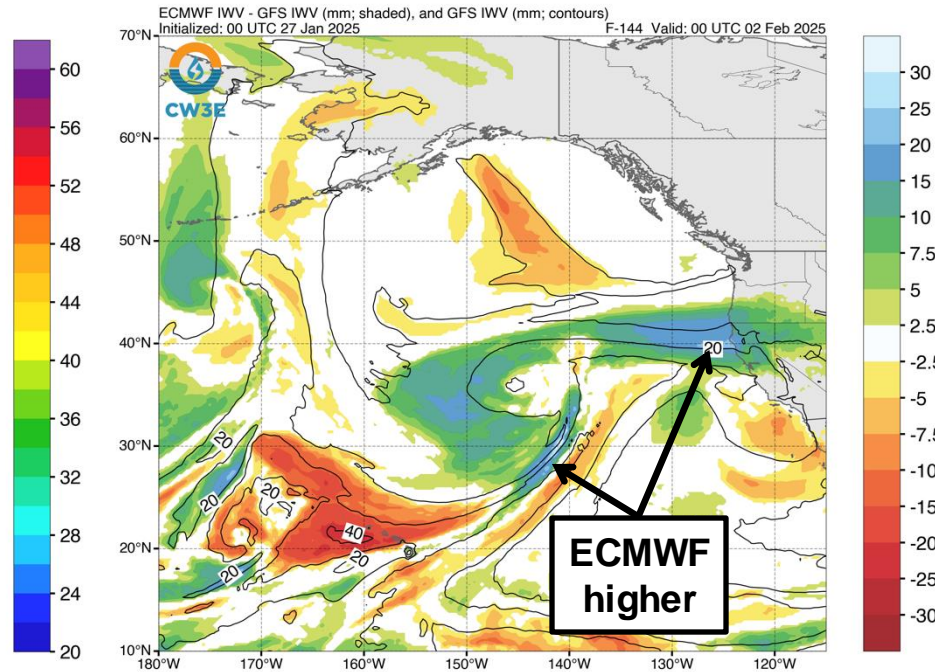 ECMWF IWV - GFS IWV (mm; shaded), and GFS IWV (mm; contours)
Initialized: 00 UTC 27 Jan 2025 F-144 Valid: 00 UTC 02 Feb 2025
CW3E
70°N
60°N
50°N
40°N
30°N
20°N
10°N
180°W
170°W
160°W
150°W
140°W
130°W
120°W
60
56
52
48
44
40
36
32
28
24
20
30
25
20
15
10
7.5
5
2.5
-2.5
-5
-7.5
-10
-15
-20
-25
-30
20
20
20
20
20
40
20
ECMWF
higher